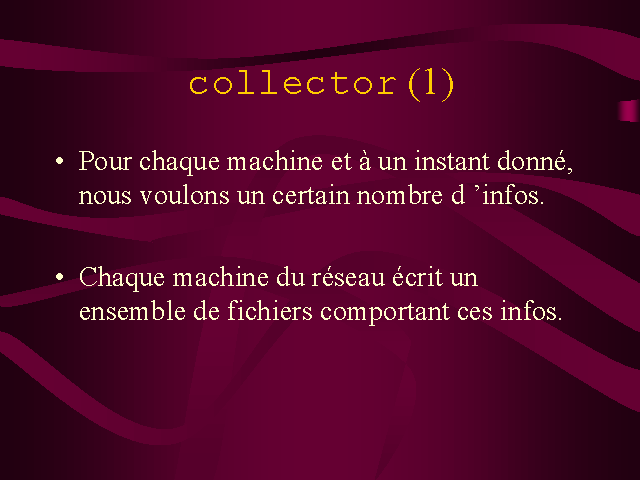 collector (1)
• Pour chaque machine et à un instant donné,
nous voulons un certain nombre d ’infos.
• Chaque machine du réseau écrit un
ensemble de fichiers comportant ces infos.